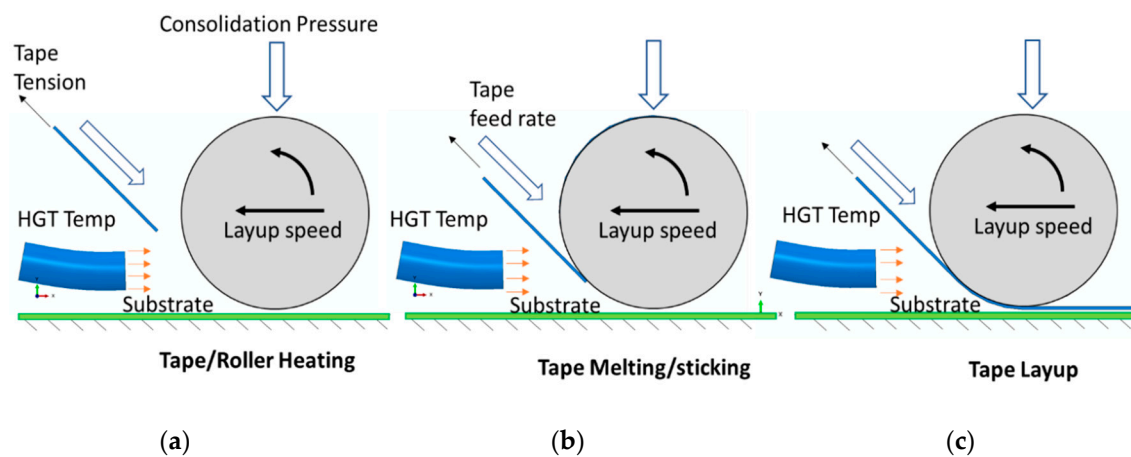 Consolidation Pressure
Tape
Tension
HGT Temp
Layup speed
Substrate
Tape/Roller Heating
(a)
Tape
feed rate
HGT Temp
Layup speed
Substrate
Y
X
Tape Melting/sticking
(b)
HGT Temp
Layup speed
Substrate
Tape Layup
(c)